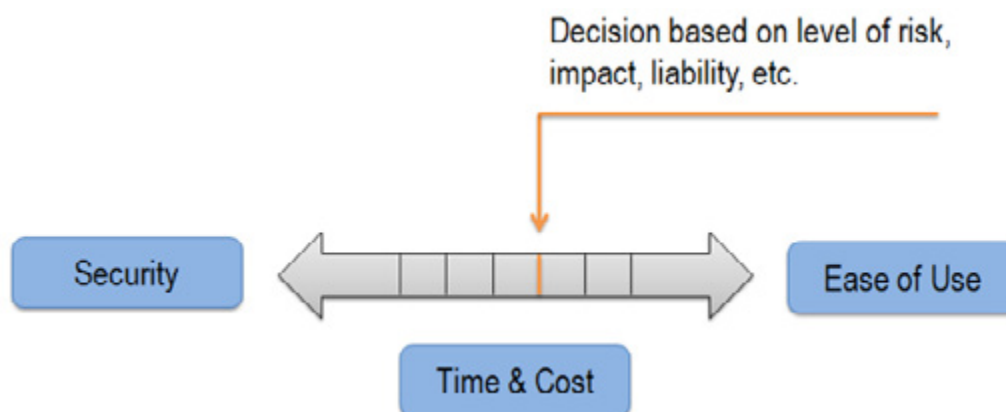 Decision based on level of risk,
impact, liability, etc.
Security
Ease of Use
Time & Cost